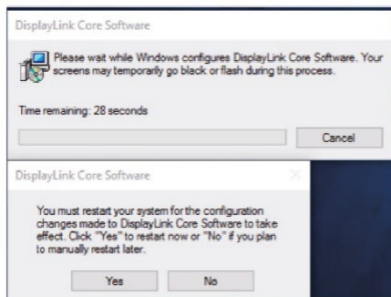 DisplayLink Core Software
Please wait while Windows configures DisplayLink Core Software. Your
screens may temporarily go black or flash during this process.
Time remaining: 28 seconds
Cancel
DisplayLink Core Software
You must restart your system for the configuration
changes made to DisplayLink Core Software to take
effect. Click "Yes" to restart now or "No" if you plan
to manually restart later.
Yes
No